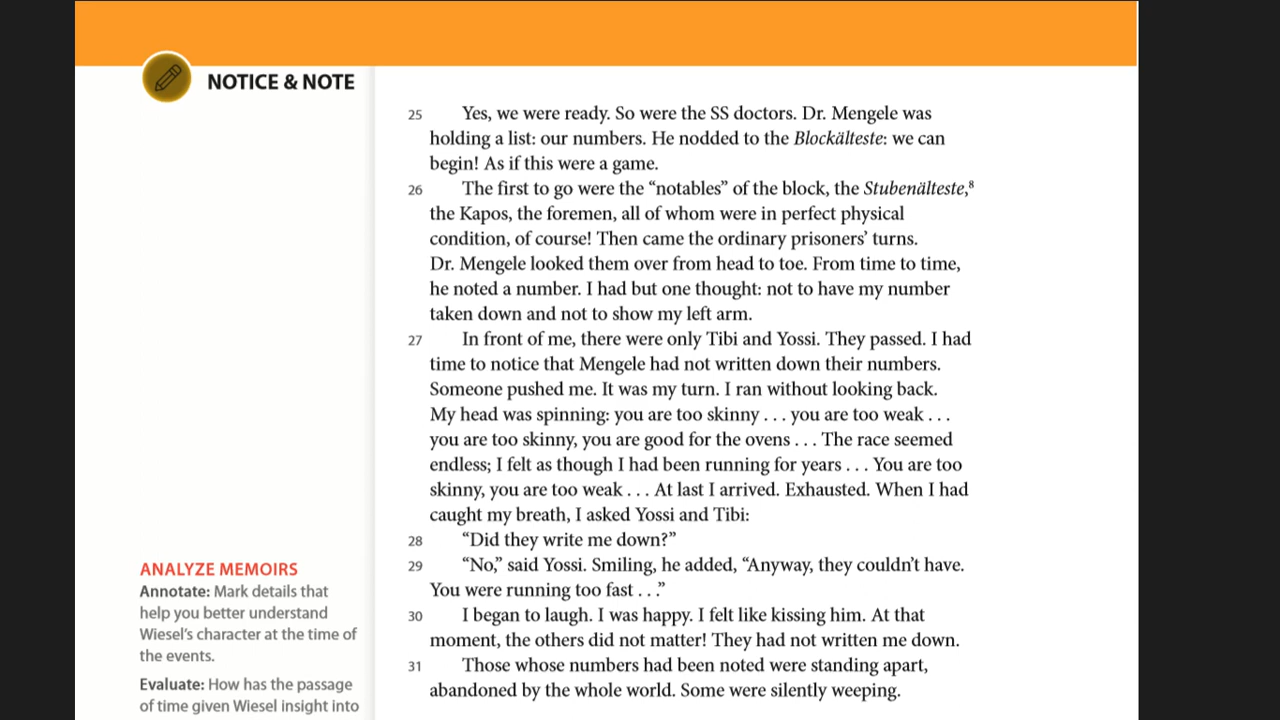 NOTICE & NOTE
25 Yes, we were ready. So were the SS doctors. Dr. Mengele was
holding a list: our numbers. He nodded to the Blockälteste: we can
begin! As if this were a game.
26 The first to go were the “notables” of the block, the Stubenälteste,⁸
the Kapos, the foremen, all of whom were in perfect physical
condition, of course! Then came the ordinary prisoners’ turns.
Dr. Mengele looked them over from head to toe. From time to time,
he noted a number. I had but one thought: not to have my number
taken down and not to show my left arm.
27 In front of me, there were only Tibi and Yossi. They passed. I had
time to notice that Mengele had not written down their numbers.
Someone pushed me. It was my turn. I ran without looking back.
My head was spinning: you are too skinny . . . you are too weak . . .
you are too skinny, you are good for the ovens . . . The race seemed
endless; I felt as though I had been running for years . . . You are too
skinny, you are too weak . . . At last I arrived. Exhausted. When I had
caught my breath, I asked Yossi and Tibi:
28 “Did they write me down?”
29 “No,” said Yossi. Smiling, he added, “Anyway, they couldn’t have.
You were running too fast . . .”
30 I began to laugh. I was happy. I felt like kissing him. At that
moment, the others did not matter! They had not written me down.
31 Those whose numbers had been noted were standing apart,
abandoned by the whole world. Some were silently weeping.
ANALYZE MEMOIRS
Annotate: Mark details that
help you better understand
Wiesel’s character at the time of
the events.
Evaluate: How has the passage
of time given Wiesel insight into